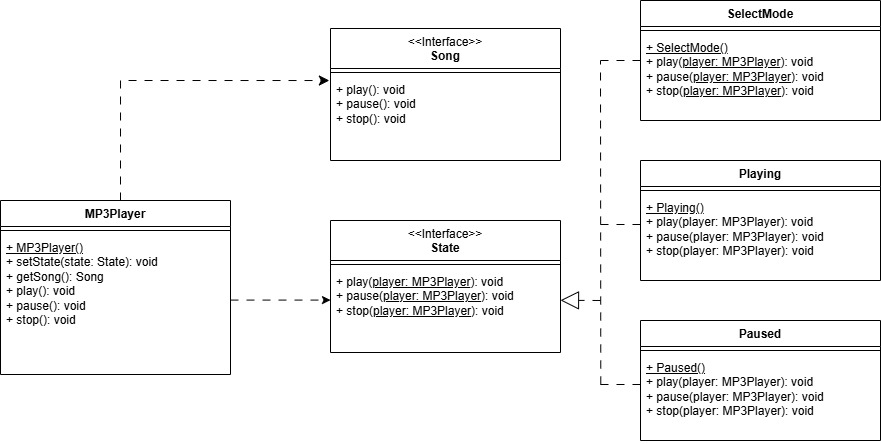 SelectMode
+ SelectMode()
+ play(player: MP3Player): void
+ pause(player: MP3Player): void
+ stop(player: MP3Player): void
<<Interface>>
Song
+ play(): void
+ pause(): void
+ stop(): void
Playing
+ Playing()
+ play(player: MP3Player): void
+ pause(player: MP3Player): void
+ stop(player: MP3Player): void
MP3Player
+ MP3Player()
+ setState(state: State): void
+ getSong(): Song
+ play(): void
+ pause(): void
+ stop(): void
<<Interface>>
State
+ play(player: MP3Player): void
+ pause(player: MP3Player): void
+ stop(player: MP3Player): void
Paused
+ Paused()
+ play(player: MP3Player): void
+ pause(player: MP3Player): void
+ stop(player: MP3Player): void